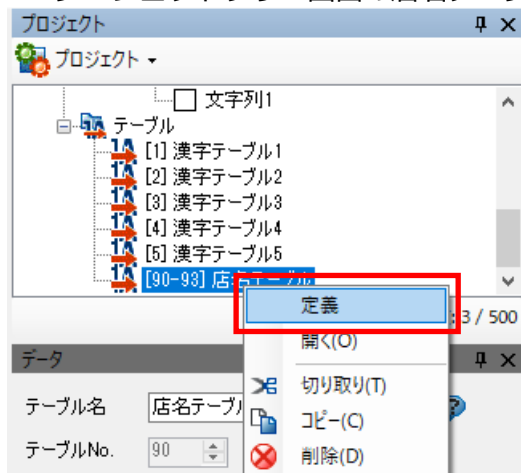 プロジェクト
プロジェクト
文字列1
テーブル
[1] 漢字テーブル1
[2] 漢字テーブル2
[3] 漢字テーブル3
[4] 漢字テーブル4
[5] 漢字テーブル5
[90-93] 店名テーブル
定義
3 / 500
開く(O)
データ
切り取り(T)
テーブル名 店名テーブル
コピー(C)
テーブルNo. 90
削除(D)